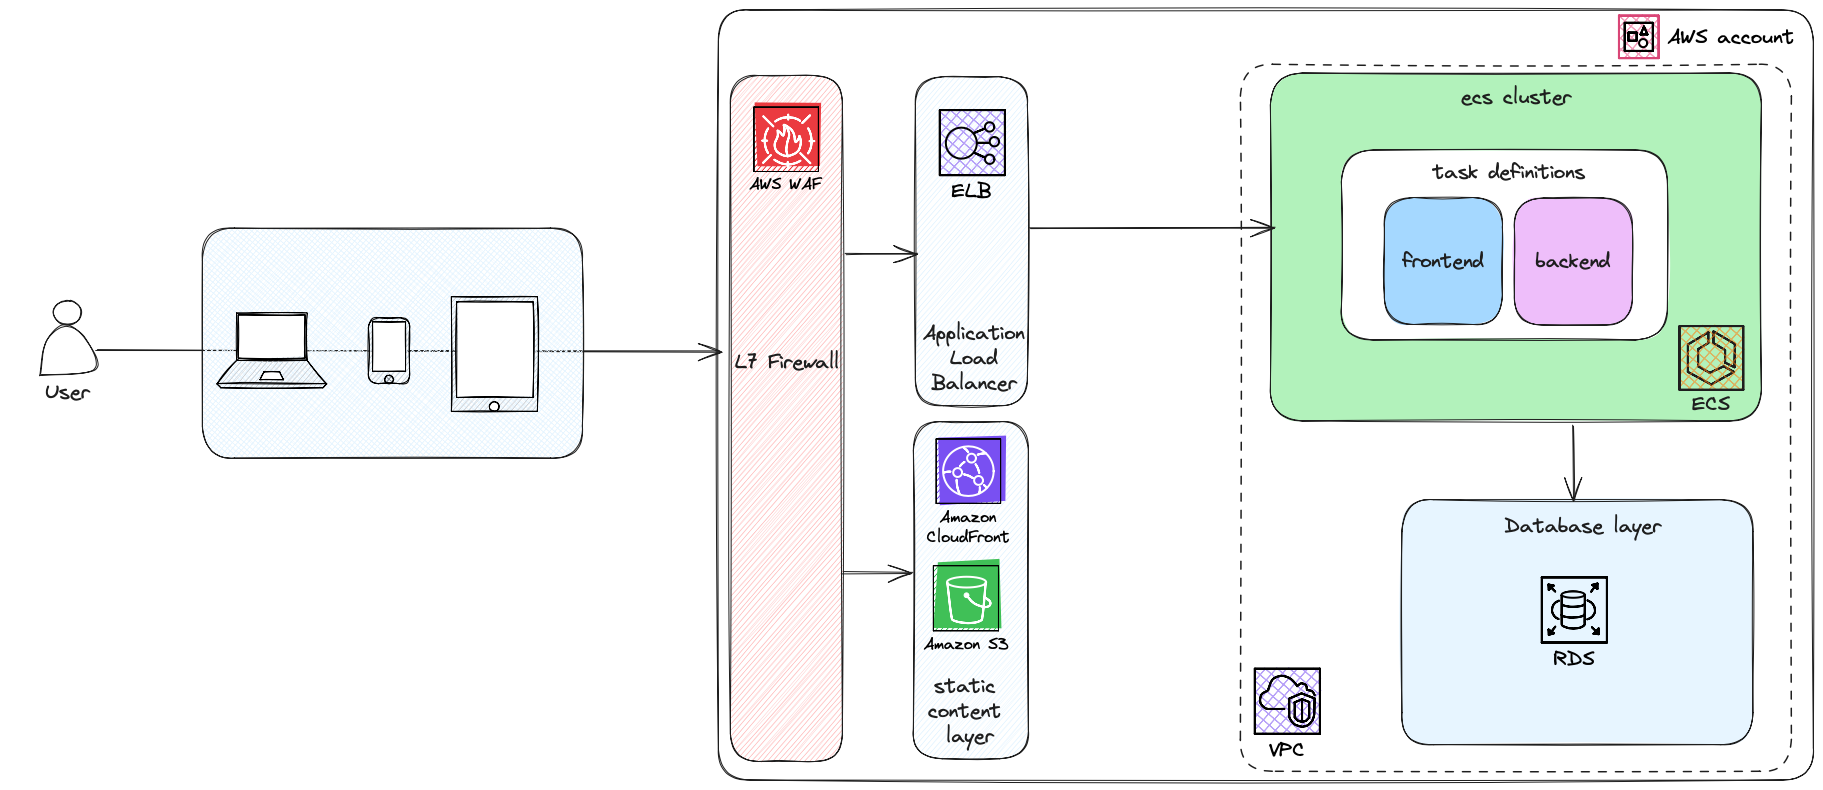 AWS account
ecs cluster
AWS WAF
task definitions
ELB
frontend
backend
Application
Load
Balancer
L7 Firewall
User
ECS
Amazon
CloudFront
Database layer
Amazon S3
RDS
static
content
layer
VPC